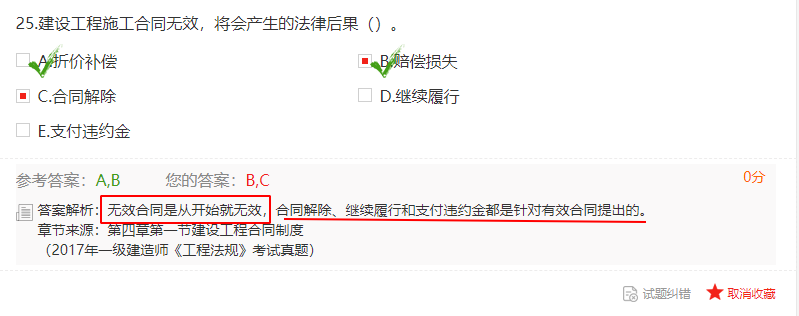 25.建设工程施工合同无效，将会产生的法律后果（）。
A.折价补偿 B.赔偿损失
C.合同解除 D.继续履行
E.支付违约金
参考答案：A,B 您的答案：B,C 0分
答案解析：无效合同是从开始就无效，合同解除、继续履行和支付违约金都是针对有效合同提出的。
章节来源：第四章第一节建设工程合同制度
（2017年一级建造师《工程法规》考试真题）
试题纠错 取消收藏